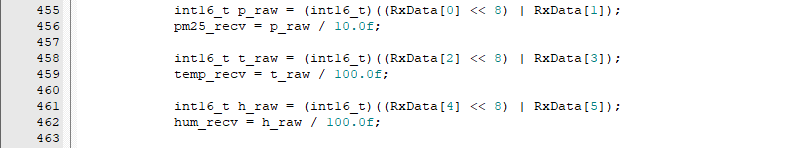 455 int16_t p_raw = (int16_t)((RxData[0] << 8) | RxData[1]);
456 pm25_recv = p_raw / 10.0f;
457
458 int16_t t_raw = (int16_t)((RxData[2] << 8) | RxData[3]);
459 temp_recv = t_raw / 100.0f;
460
461 int16_t h_raw = (int16_t)((RxData[4] << 8) | RxData[5]);
462 hum_recv = h_raw / 100.0f;
463